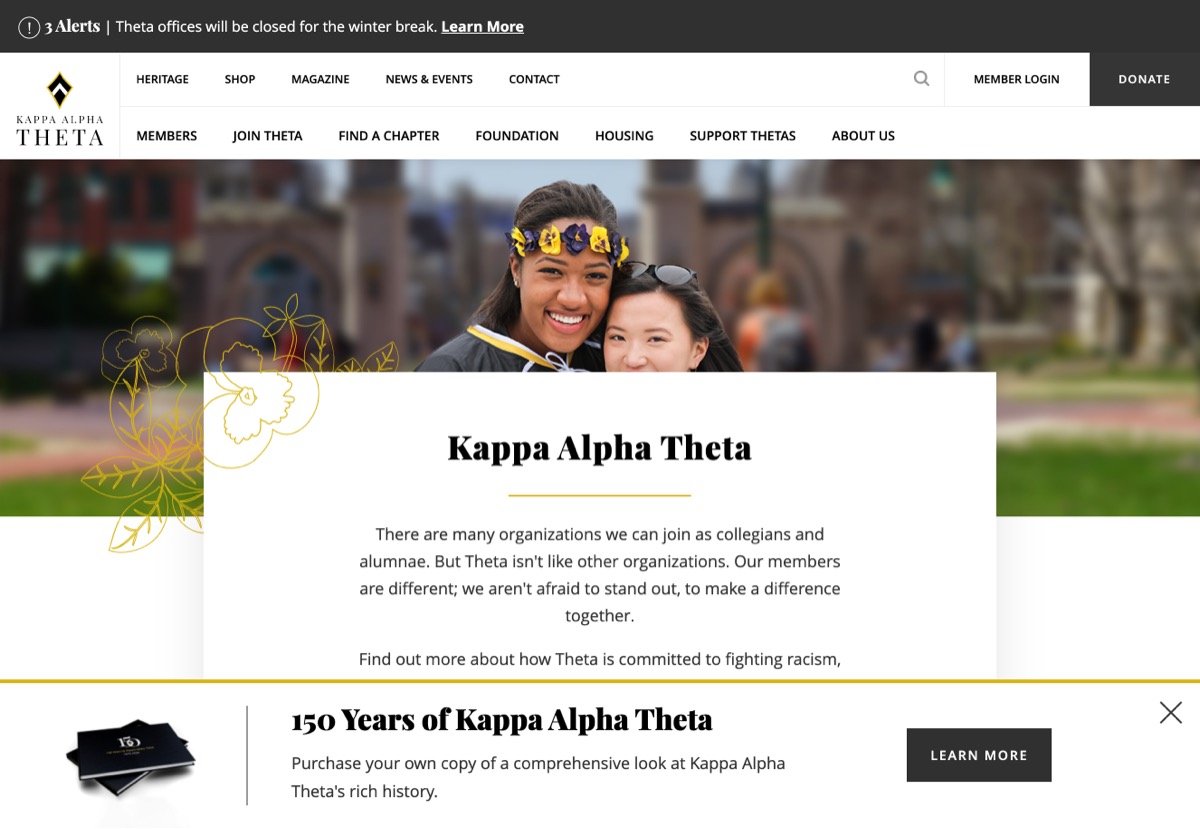 3 Alerts | Theta offices will be closed for the winter break. Learn More
HERITAGE SHOP MAGAZINE NEWS & EVENTS CONTACT MEMBER LOGIN DONATE
KAPPA ALPHA
THETA
MEMBERS JOIN THETA FIND A CHAPTER FOUNDATION HOUSING SUPPORT THETAS ABOUT US
Kappa Alpha Theta
There are many organizations we can join as collegians and
alumnae. But Theta isn't like other organizations. Our members
are different; we aren't afraid to stand out, to make a difference
together.
Find out more about how Theta is committed to fighting racism,
150
150 Years of Kappa Alpha Theta
Purchase your own copy of a comprehensive look at Kappa Alpha
Theta's rich history.
LEARN MORE